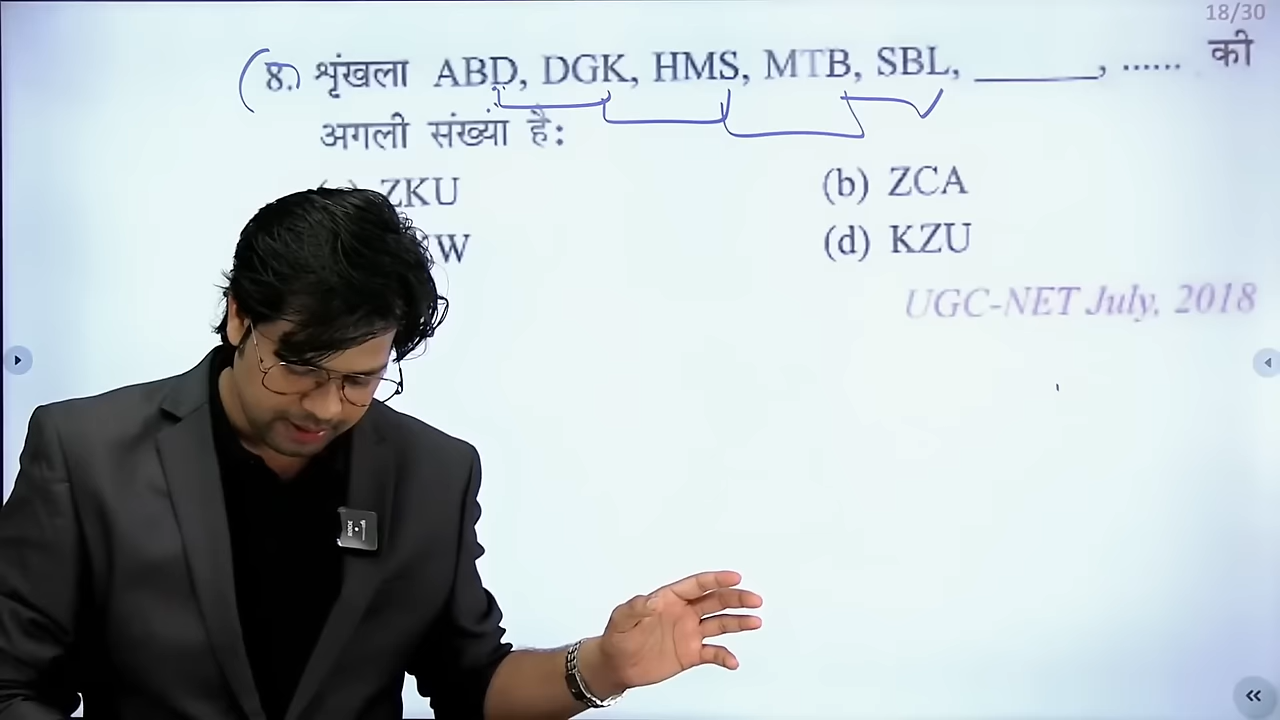 18/30
(8.) शृंखला ABD, DGK, HMS, MTB, SBL, ______, ...... की
अगली संख्या है:
ZKU
(b) ZCA
W
(d) KZU
UGC-NET July, 2018